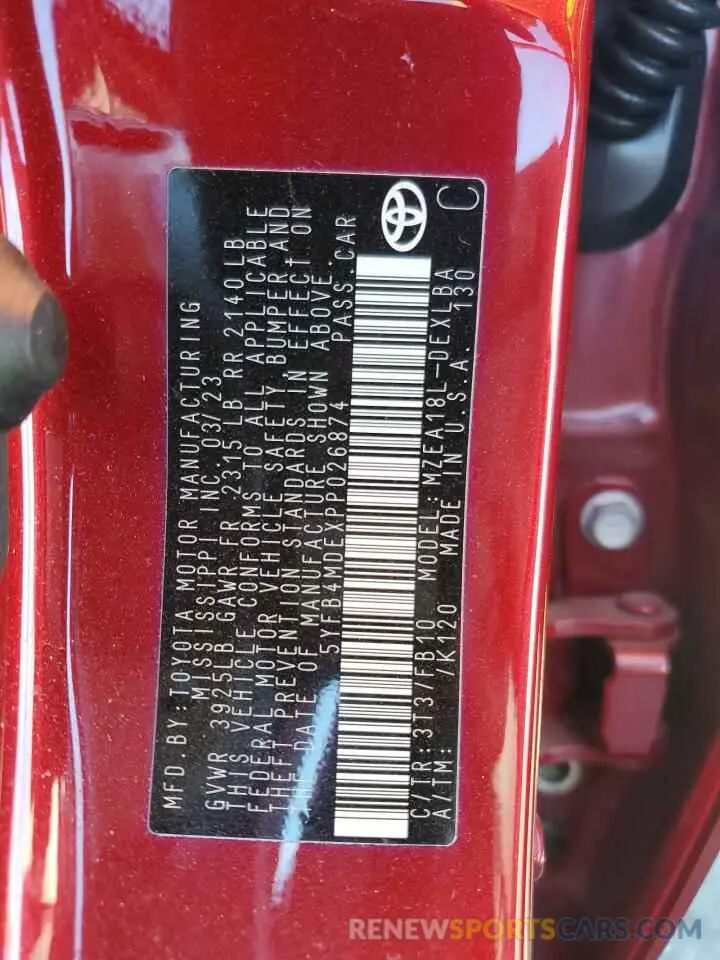 MFD.BY:TOYOTA MOTOR MANUFACTURING
MISSISSIPPI INC. 03/23
GVWR 3925LB GAWR FR 2315 LB RR 2140LB
THIS VEHICLE CONFORMS TO ALL APPLICABLE
FEDERAL MOTOR VEHICLE SAFETY, BUMPER, AND
THEFT PREVENTION STANDARDS IN EFFECT ON
THE DATE OF MANUFACTURE SHOWN ABOVE.
5YFB4MDEXPP026874 PASS.CAR
C/TR:3T37/FB10 MODEL:MZEA18L-DEXLBA
A/TM: /K120 MADE IN U.S.A. 130 C
RENEWSPORTSCARS.COM